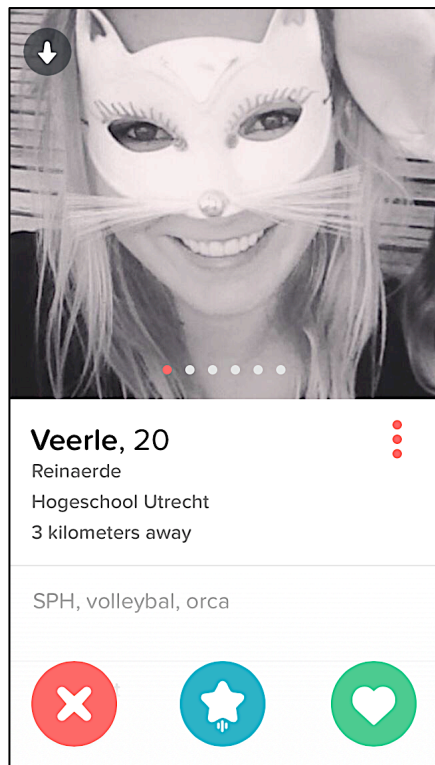 Veerle, 20
Reinaerde
Hogeschool Utrecht
3 kilometers away
SPH, volleybal, orca